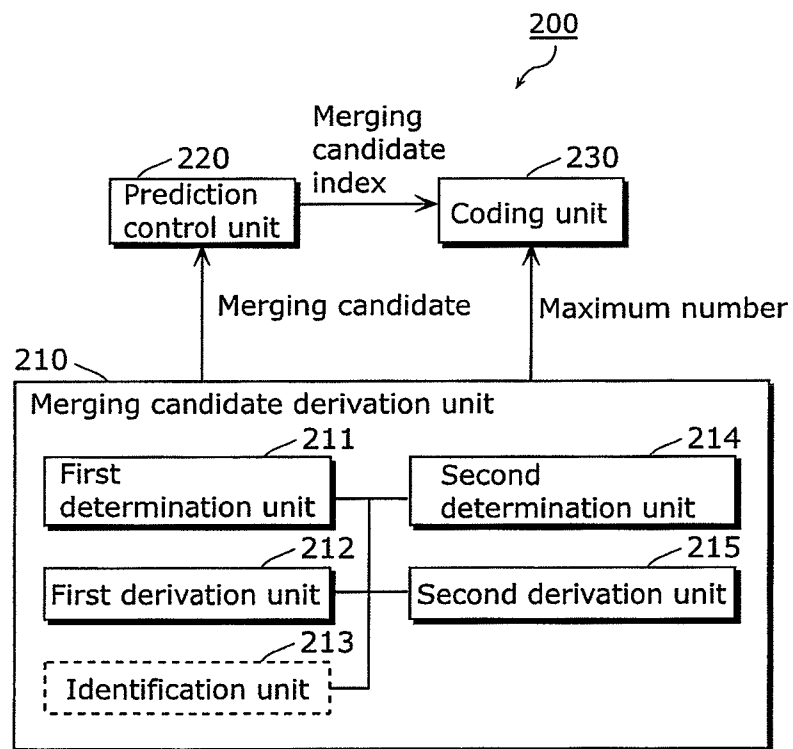 200
220
Merging
candidate
index
230
Prediction
control unit
Coding unit
Merging candidate
Maximum number
210
Merging candidate derivation unit
211
214
First
determination unit
Second
determination unit
212
215
First derivation unit
Second derivation unit
213
Identification unit